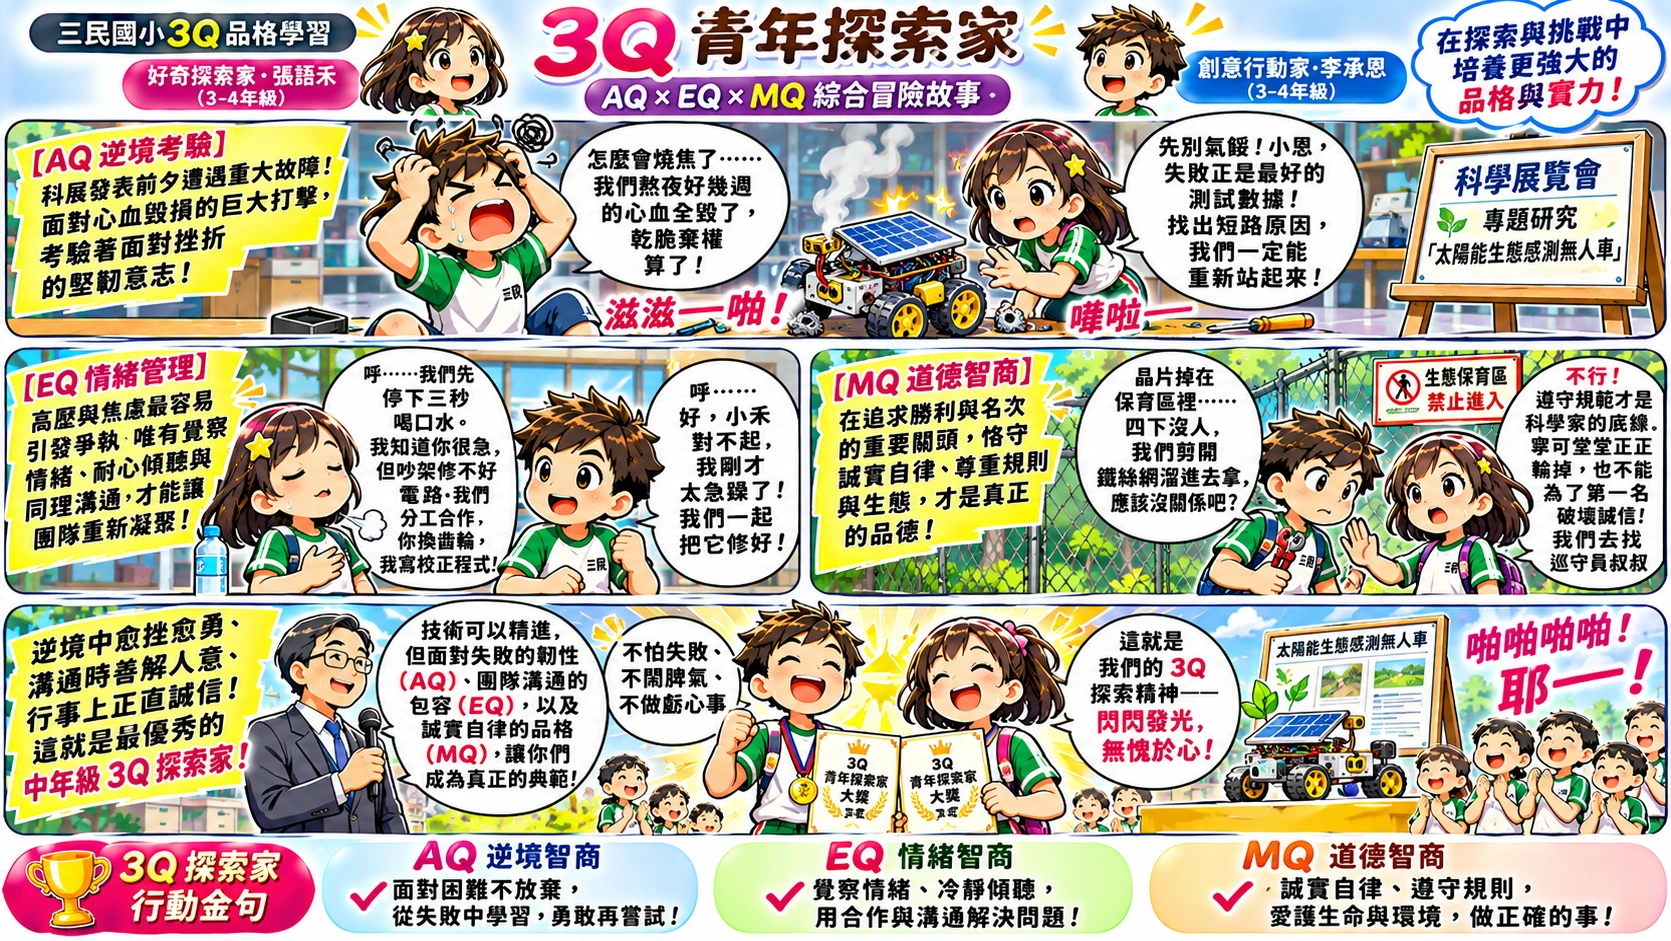 三民國小3Q品格學習
好奇探索家・張語禾
(3-4年級)
3Q青年探索家
AQ×EQ×MQ 綜合冒險故事・
創意行動家・李承恩
(3-4年級)
在探索與挑戰中
培養更強大的
品格與實力！
【AQ 逆境考驗】
科展發表前夕遭遇重大故障！
面對心血毀損的巨大打擊，
考驗著面對挫折
的堅韌意志！
怎麼會燒焦了……
我們熬夜好幾週
的心血全毀了，
乾脆棄權
算了！
滋滋—啪！
先別氣餒！小恩，
失敗正是最好的
測試數據！
找出短路原因，
我們一定能
重新站起來！
嘩啦—
科學展覽會
專題研究
「太陽能生態感測無人車」
三民
【EQ 情緒管理】
高壓與焦慮最容易
引發爭執・唯有覺察
情緒、耐心傾聽與
同理溝通，才能讓
團隊重新凝聚！
呼……我們先
停下三秒
喝口水。
我知道你很急，
但吵架修不好
電路・我們
分工合作，
你換齒輪，
我寫校正程式！
呼……
好，小禾
對不起，
我剛才
太急躁了！
我們一起
把它修好！
三民
【MQ 道德智商】
在追求勝利與名次
的重要關頭，恪守
誠實自律、尊重規則
與生態，才是真正
的品德！
晶片掉在
保育區裡……
四下沒人，
我們剪開
鐵絲網溜進去拿，
應該沒關係吧？
生態保育區
禁止進入
不行！
遵守規範才是
科學家的底線．
寧可堂堂正正
輸掉，也不能
為了第一名
破壞誠信！
我們去找
巡守員叔叔
三民
三民
逆境中愈挫愈勇、
溝通時善解人意、
行事上正直誠信！
這就是最優秀的
中年級3Q探索家！
技術可以精進，
但面對失敗的韌性
（AQ）、團隊溝通的
包容（EQ），以及
誠實自律的品格
（MQ），讓你們
成為真正的典範！
不怕失敗、
不鬧脾氣、
不做虧心事
3Q
青年探索家
大獎
3Q
青年探索家
大獎
這就是
我們的 3Q
探索精神——
閃閃發光，
無愧於心！
太陽能生態感測無人車
啪啪啪啪！
耶—！
3Q 探索家
行動金句
AQ 逆境智商
面對困難不放棄，
從失敗中學習，勇敢再嘗試！
EQ 情緒智商
覺察情緒、冷靜傾聽，
用合作與溝通解決問題！
MQ 道德智商
誠實自律、遵守規則，
愛護生命與環境，做正確的事！